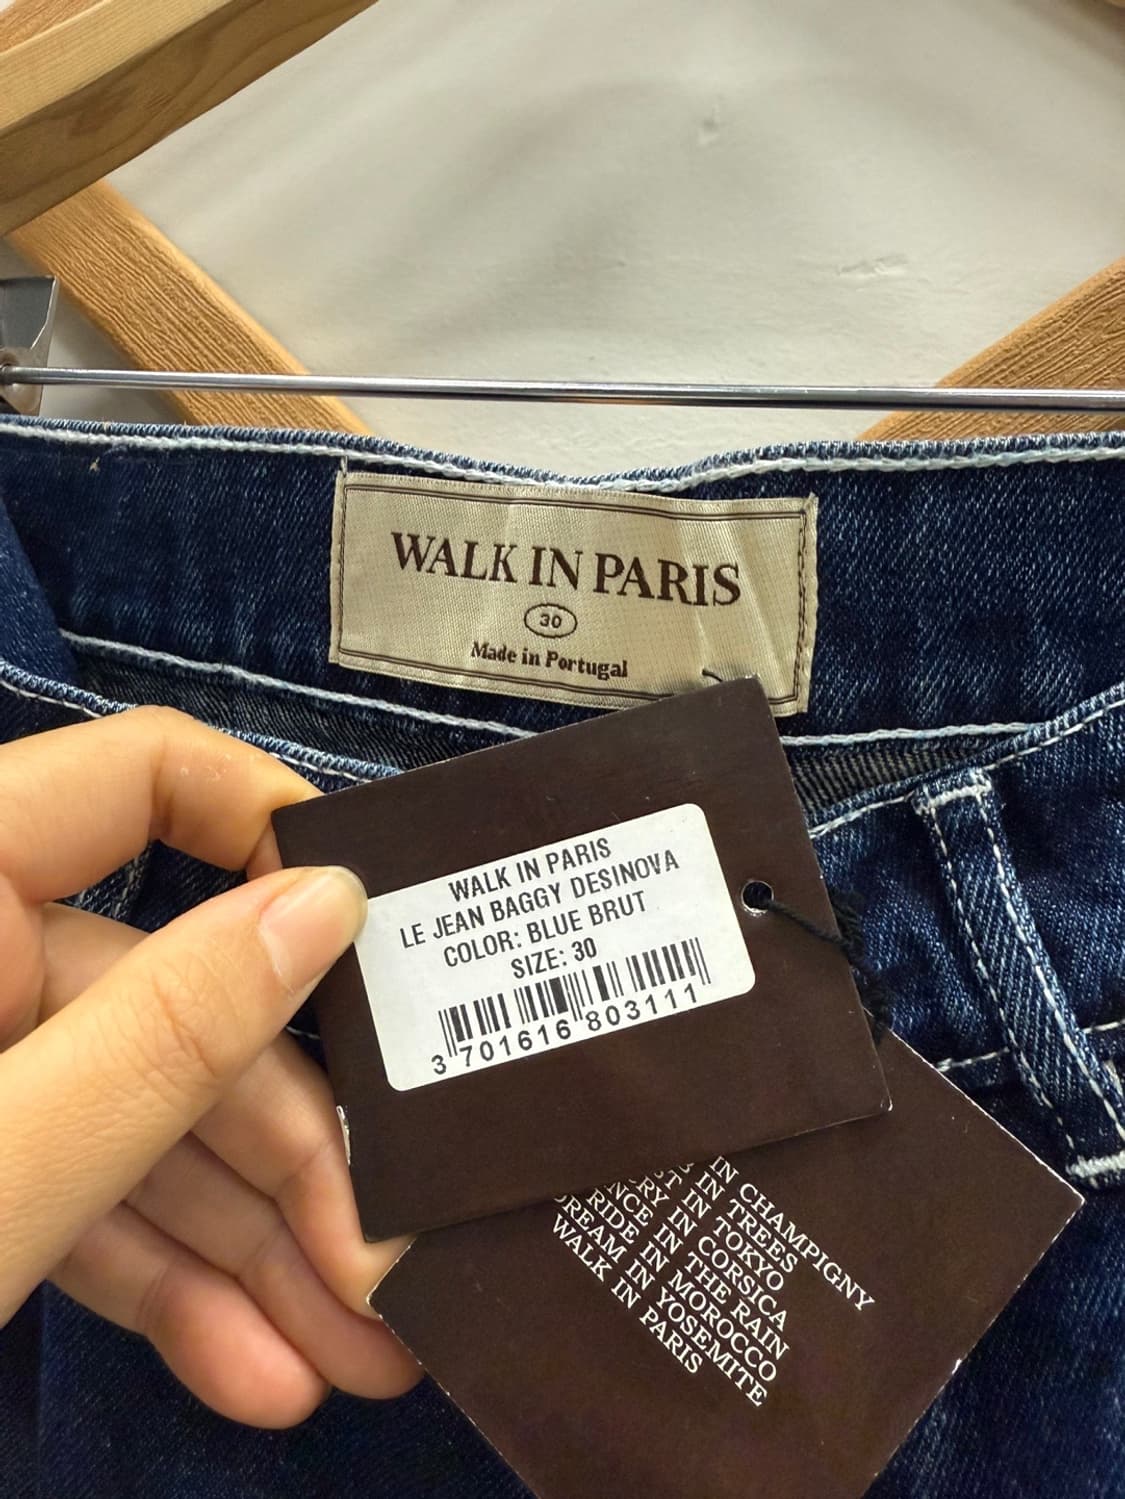 WALK IN PARIS
30
Made in Portugal
WALK IN PARIS
LE JEAN BAGGY DESINOVA
COLOR: BLUE BRUT
SIZE: 30
3 701616 803111
IN CHAMPIGNY
IN TREES
IN TOKYO
IN CORSICA
IN THE RAIN
RIDE IN MOROCCO
DREAM IN YOSEMITE
WALK IN PARIS